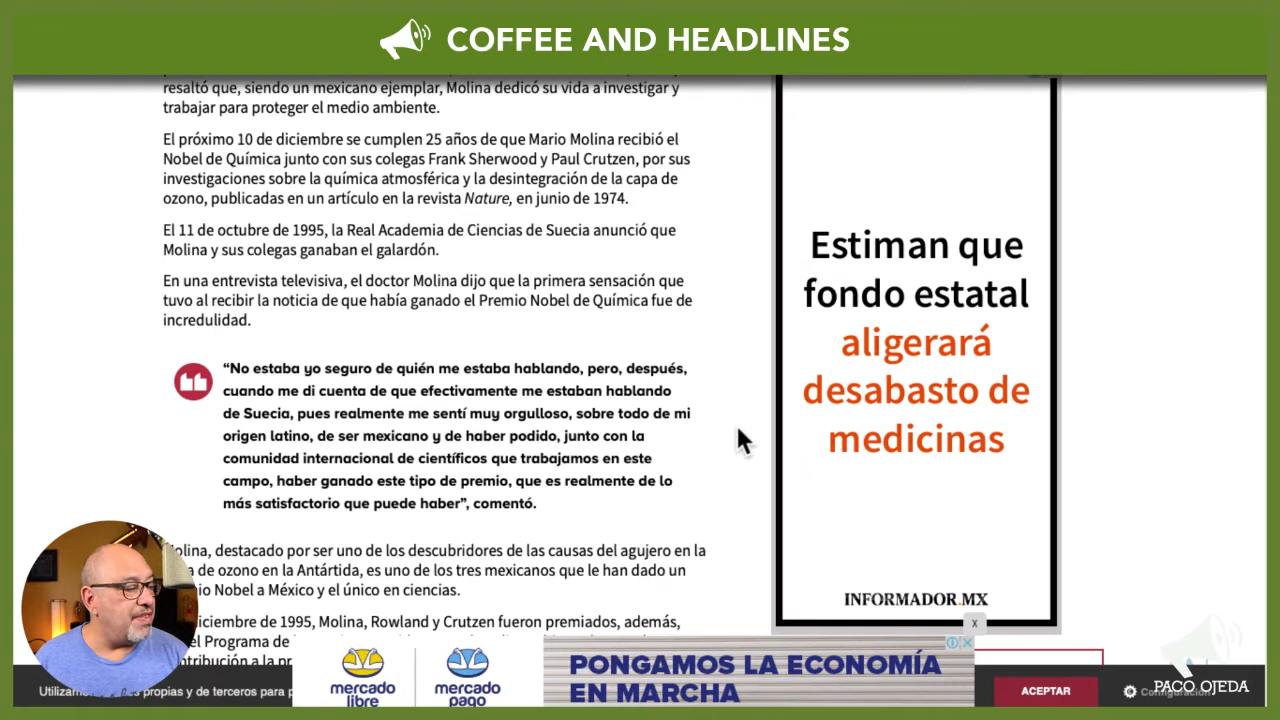 COFFEE AND HEADLINES
resaltó que, siendo un mexicano ejemplar, Molina dedicó su vida a investigar y
trabajar para proteger el medio ambiente.
El próximo 10 de diciembre se cumplen 25 años de que Mario Molina recibió el
Nobel de Química junto con sus colegas Frank Sherwood y Paul Crutzen, por sus
investigaciones sobre la química atmosférica y la desintegración de la capa de
ozono, publicadas en un artículo en la revista Nature, en junio de 1974.
El 11 de octubre de 1995, la Real Academia de Ciencias de Suecia anunció que
Molina y sus colegas ganaban el galardón.
En una entrevista televisiva, el doctor Molina dijo que la primera sensación que
tuvo al recibir la noticia de que había ganado el Premio Nobel de Química fue de
incredulidad.
“No estaba yo seguro de quién me estaba hablando, pero, después,
cuando me di cuenta de que efectivamente me estaban hablando
de Suecia, pues realmente me sentí muy orgulloso, sobre todo de mi
origen latino, de ser mexicano y de haber podido, junto con la
comunidad internacional de científicos que trabajamos en este
campo, haber ganado este tipo de premio, que es realmente de lo
más satisfactorio que puede haber”, comentó.
Molina, destacado por ser uno de los descubridores de las causas del agujero en la
de ozono en la Antártida, es uno de los tres mexicanos que le han dado un
Nobel a México y el único en ciencias.
de 1995, Molina, Rowland y Crutzen fueron premiados, además,
el Programa de
a la
Estiman que
fondo estatal
aligerará
desabasto de
medicinas
INFORMADOR.MX
X
mercado
libre
mercado
pago
PONGAMOS LA ECONOMÍA
EN MARCHA
propias y de terceros para
ACEPTAR
Configuración
PACO OJEDA